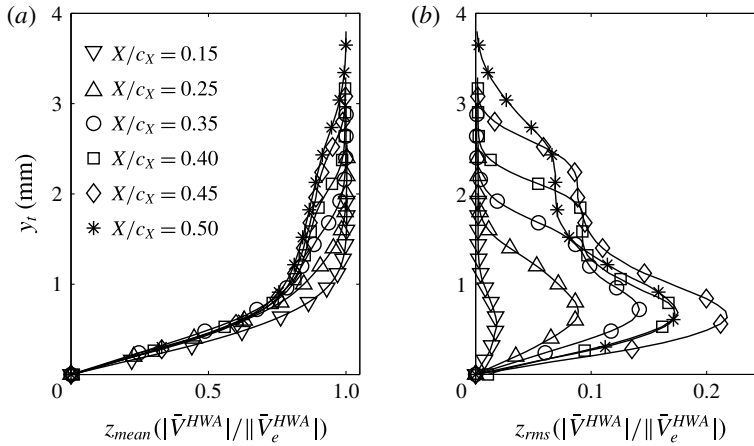 (a)
4
3
2
1
0
y_t (mm)
X/c_X = 0.15
X/c_X = 0.25
X/c_X = 0.35
X/c_X = 0.40
X/c_X = 0.45
X/c_X = 0.50
0.5
1.0
z_mean(|V̄^HWA|/‖V̄_e^HWA|)
(b)
4
3
2
1
0
0
0.1
0.2
z_rms(|V̄^HWA|/‖V̄_e^HWA|)